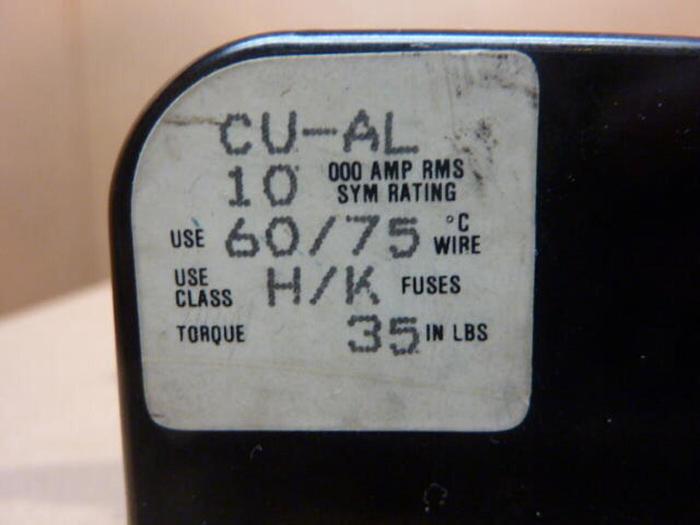 CU-AL
10 000 AMP RMS SYM RATING
USE 60/75 °C WIRE
USE CLASS H/K FUSES
TORQUE 35 IN LBS